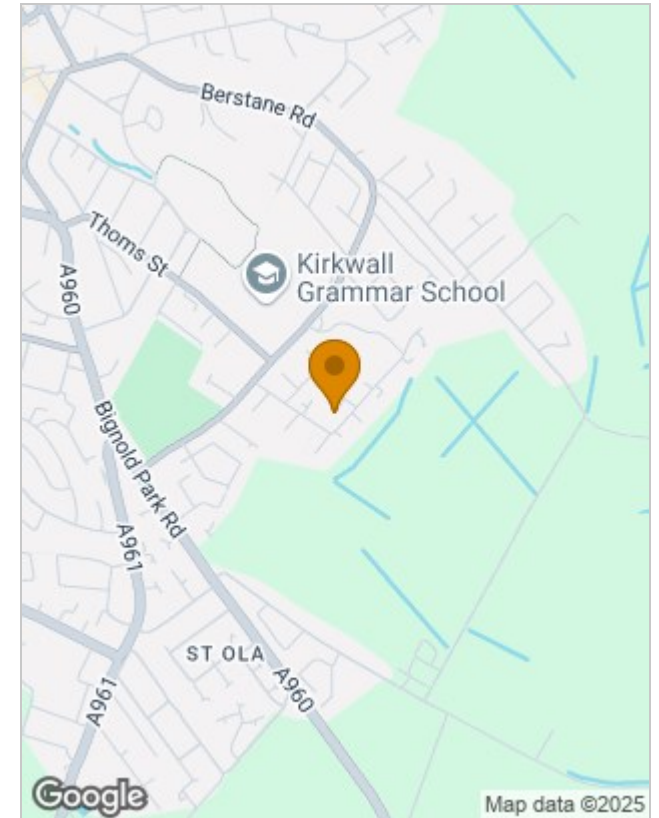 Berstane Rd
Thoms St
A960
Kirkwall
Grammar School
Bignold Park Rd
A961
ST OLA
A960
A961
Google
Map data ©2025